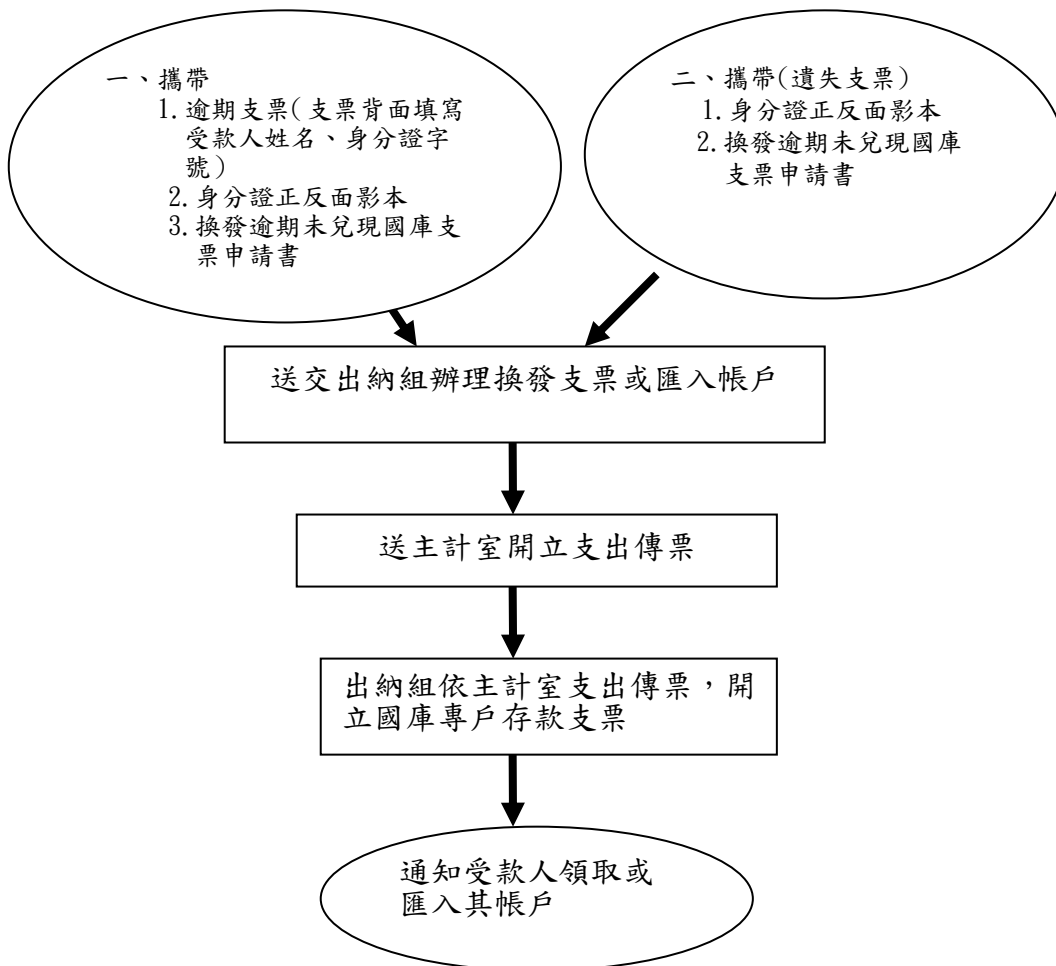 一、攜帶
1.逾期支票(支票背面填寫
受款人姓名、身分證字
號)
2.身分證正反面影本
3.換發逾期未兌現國庫支
票申請書
二、攜帶(遺失支票)
1.身分證正反面影本
2.換發逾期未兌現國庫
支票申請書
送交出納組辦理換發支票或匯入帳戶
送主計室開立支出傳票
出納組依主計室支出傳票，開
立國庫專戶存款支票
通知受款人領取或
匯入其帳戶